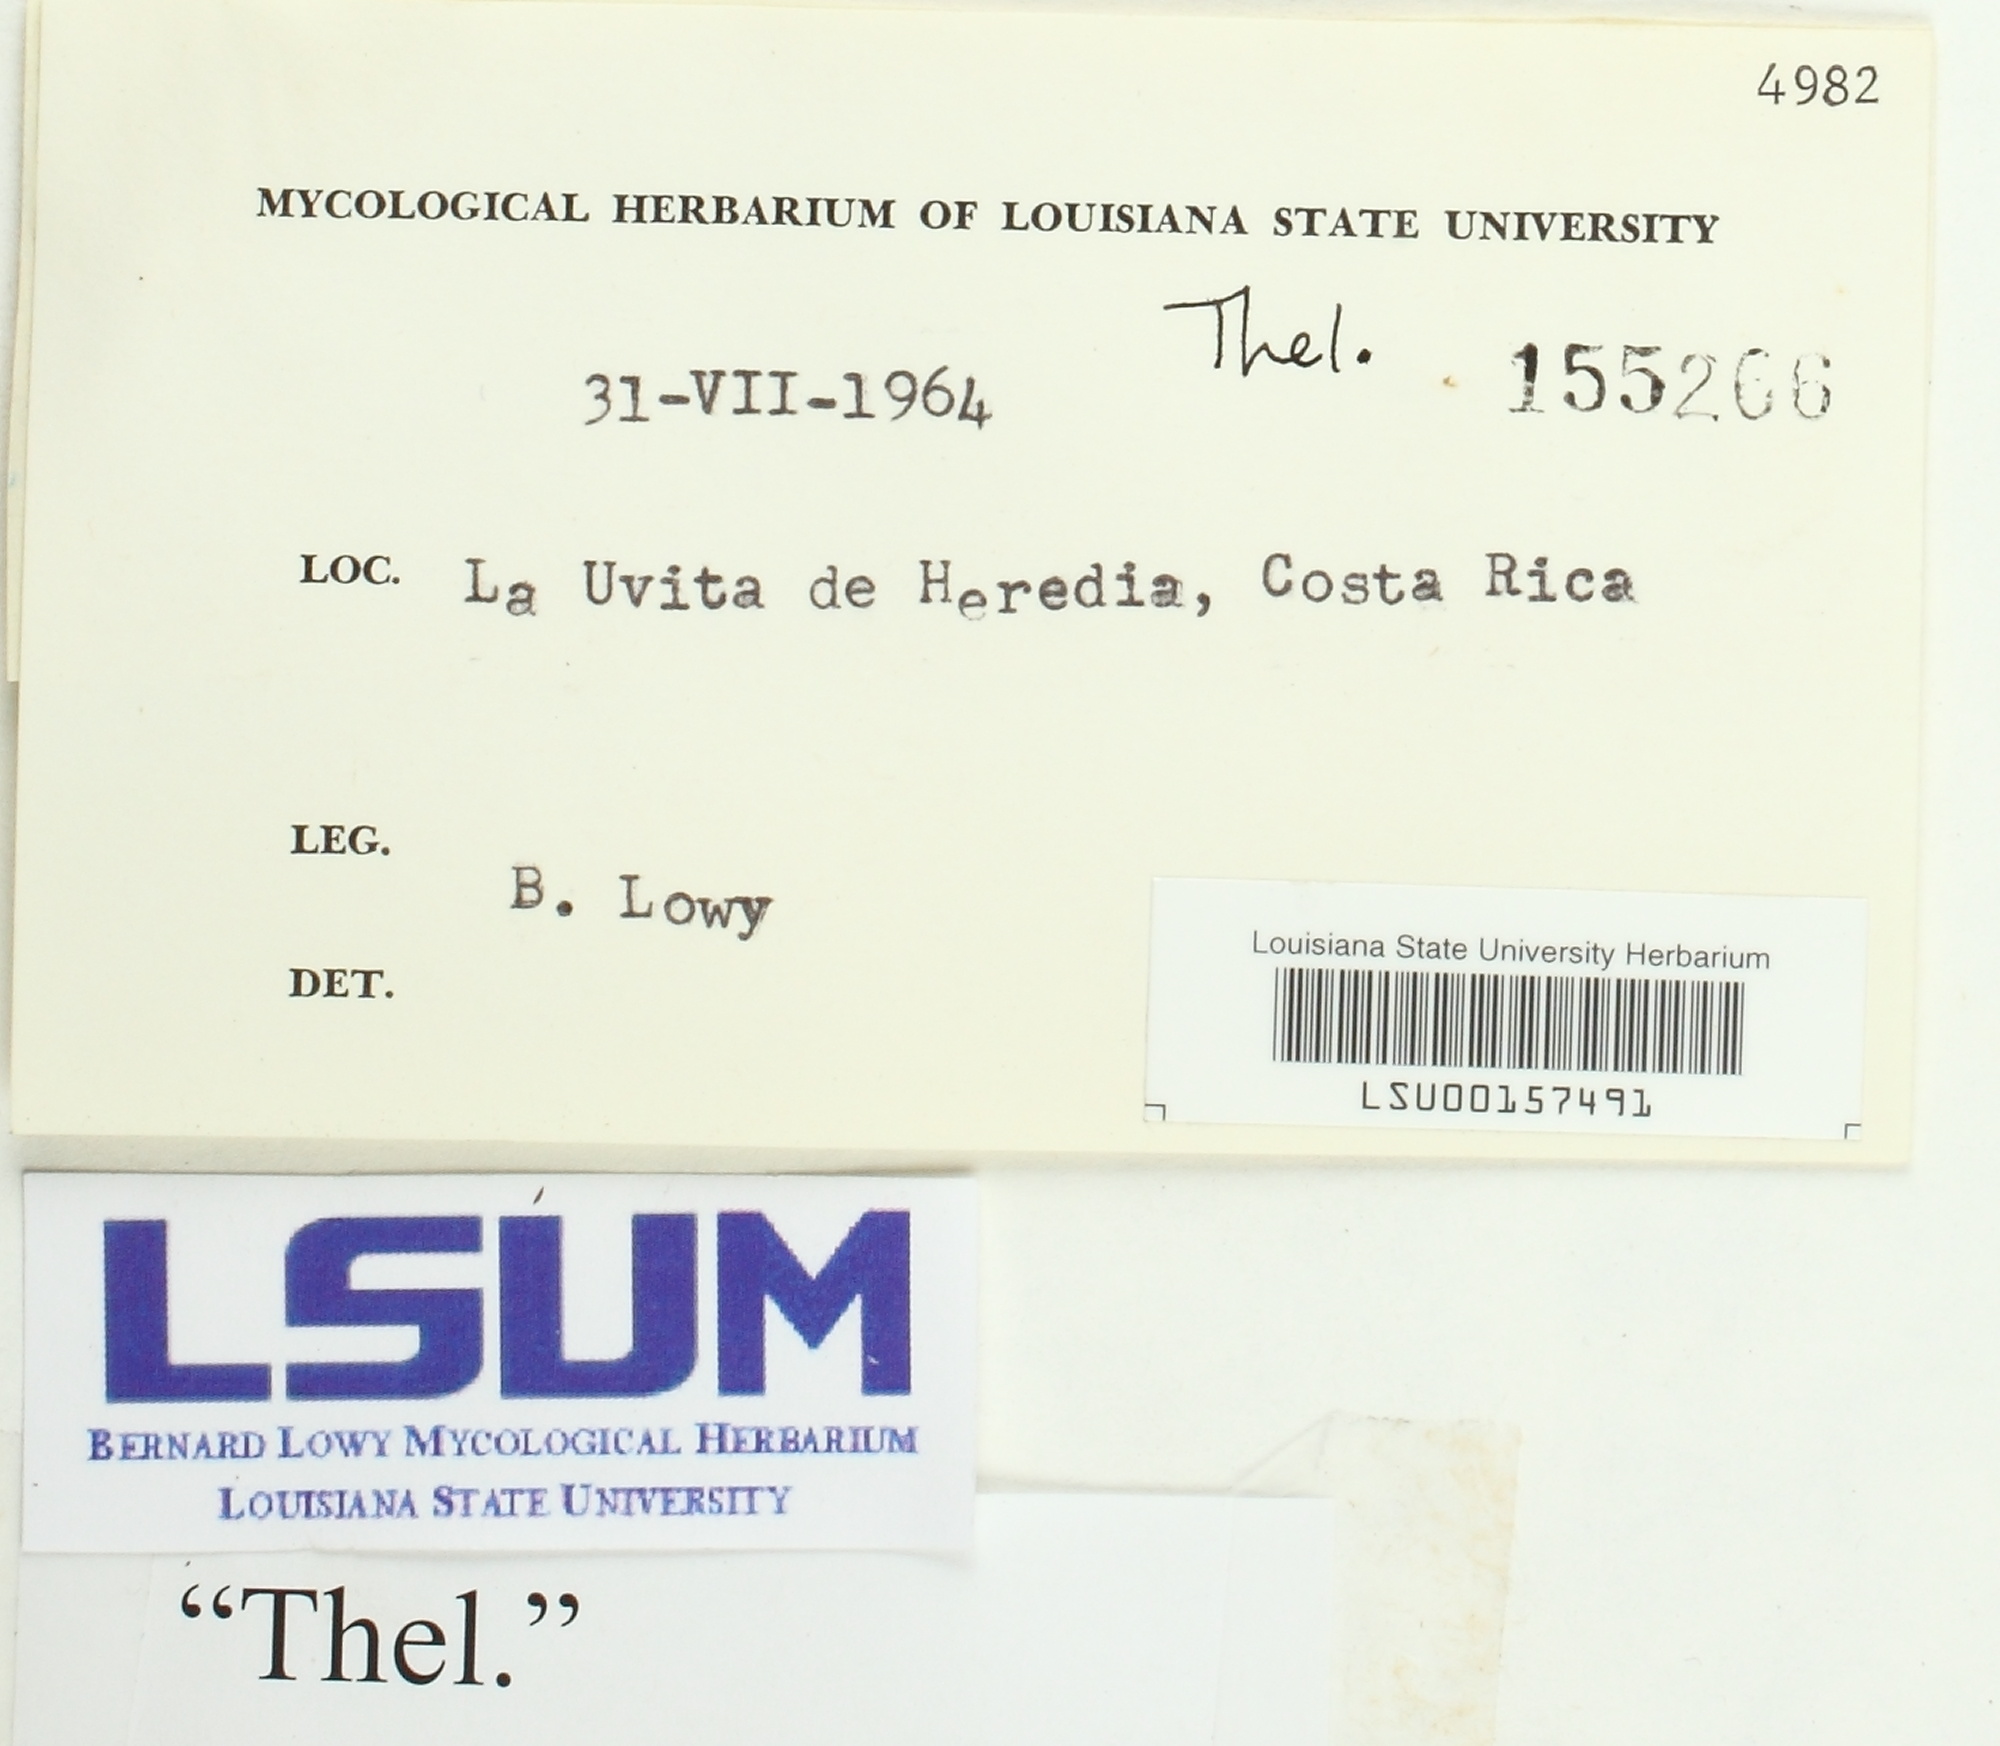 4982
MYCOLOGICAL HERBARIUM OF LOUISIANA STATE UNIVERSITY
Thel.
31-VII-1964
155266
LOC. La Uvita de Heredia, Costa Rica
LEG. B. Lowy
DET.
Louisiana State University Herbarium
LSU00157491
LSUM
BERNARD LOWY MYCOLOGICAL HERBARIUM
LOUISIANA STATE UNIVERSITY
“Thel.”